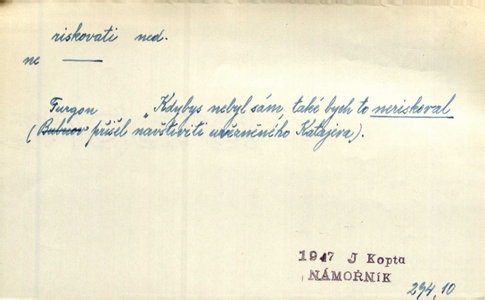 riskovati ned.
ne ——
Furgon „Kdybys nebyl sám, také bych to neriskoval
(Bubnov přišel navštíviti uvězněného Katajeva).
1947 J Kopta
NÁMOŘNÍK
294,10